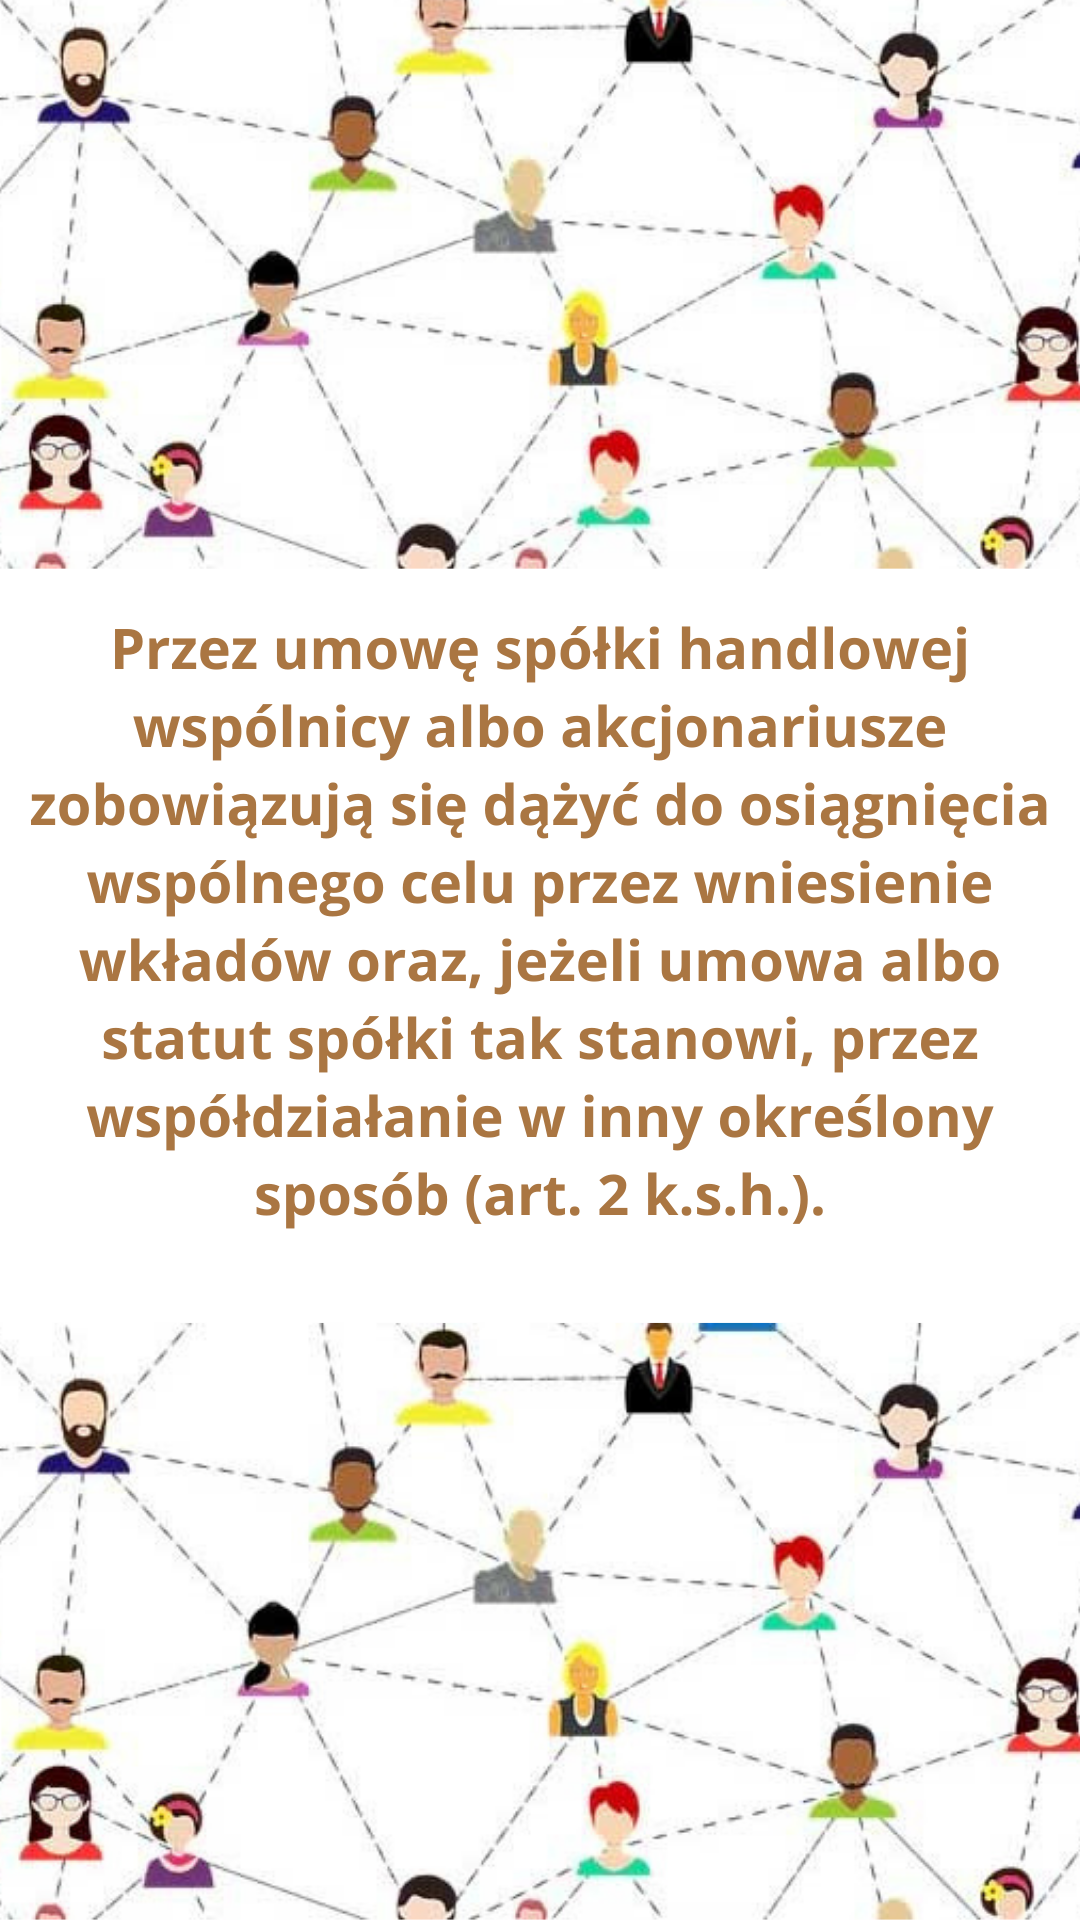 Przez umowę spółki handlowej
wspólnicy albo akcjonariusze
zobowiązują się dążyć do osiągnięcia
wspólnego celu przez wniesienie
wkładów oraz, jeżeli umowa albo
statut spółki tak stanowi, przez
współdziałanie w inny określony
sposób (art. 2 k.s.h.).